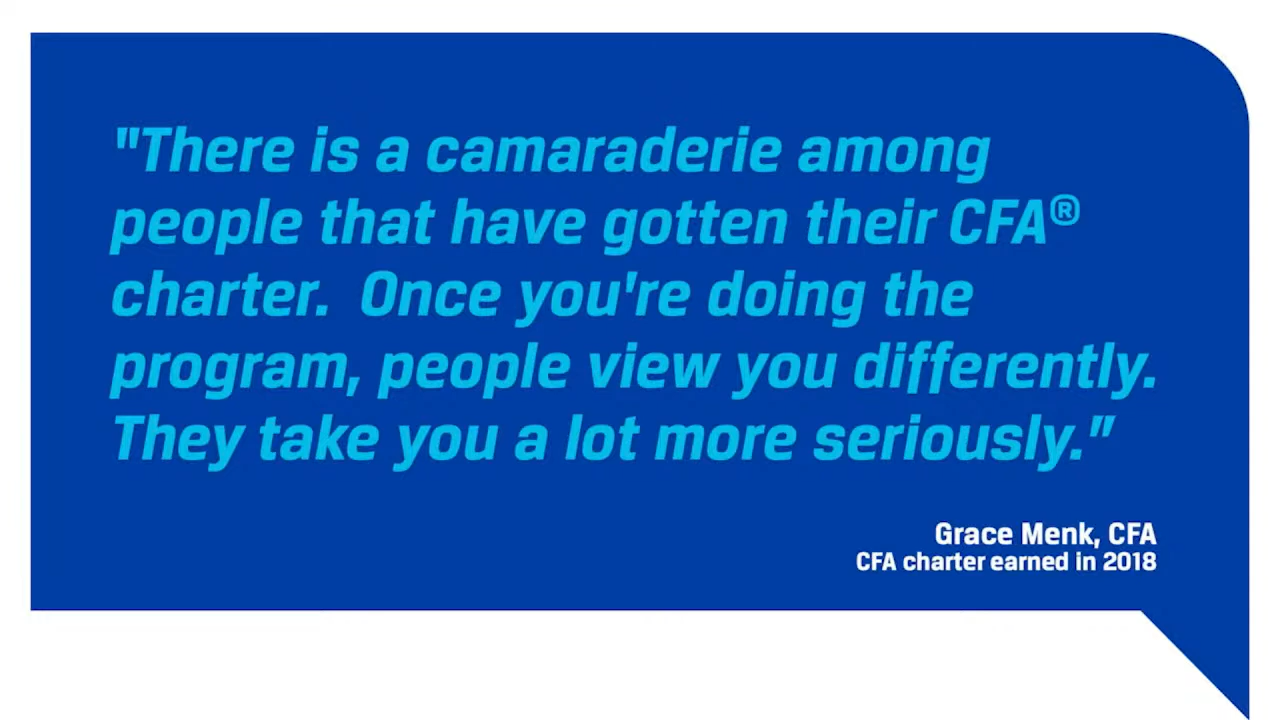 "There is a camaraderie among
people that have gotten their CFA®
charter.  Once you're doing the
program, people view you differently.
They take you a lot more seriously.”
Grace Menk, CFA
CFA charter earned in 2018